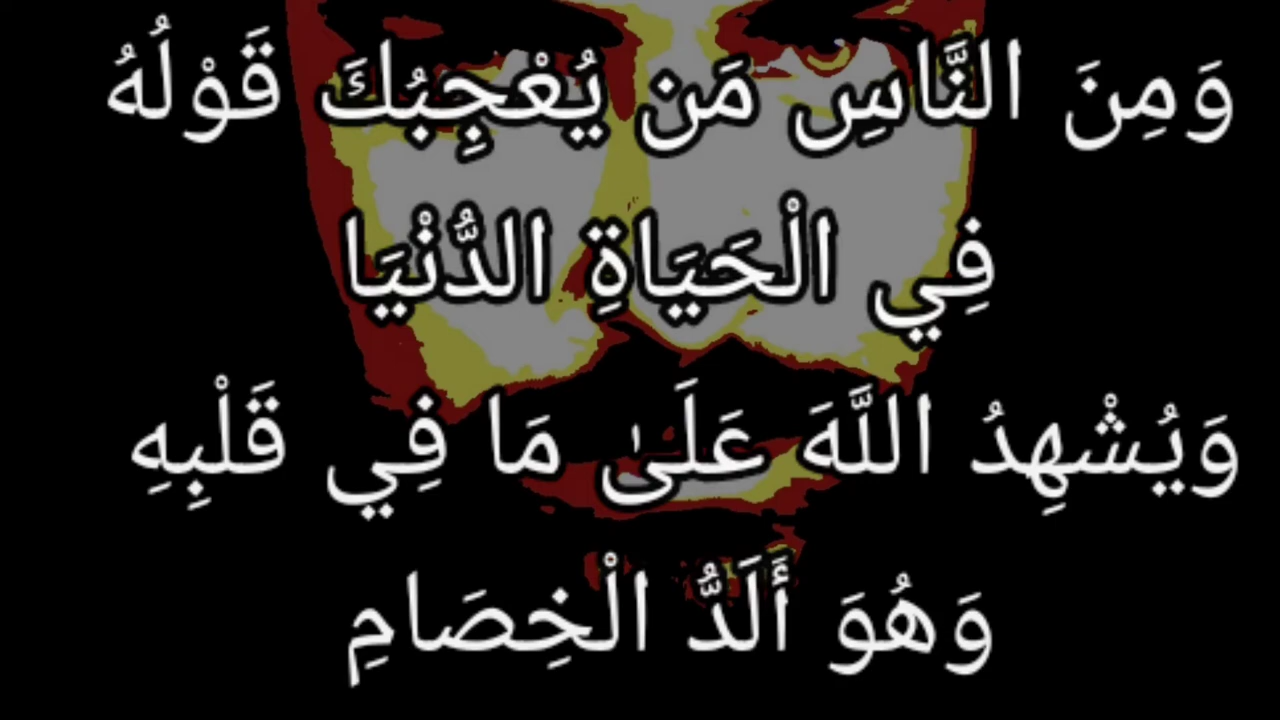 وَمِنَ النَّاسِ مَن يُعْجِبُكَ قَوْلُهُ
فِي الْحَيَاةِ الدُّنْيَا
وَيُشْهِدُ اللَّهَ عَلَىٰ مَا فِي قَلْبِهِ
وَهُوَ أَلَدُّ الْخِصَامِ